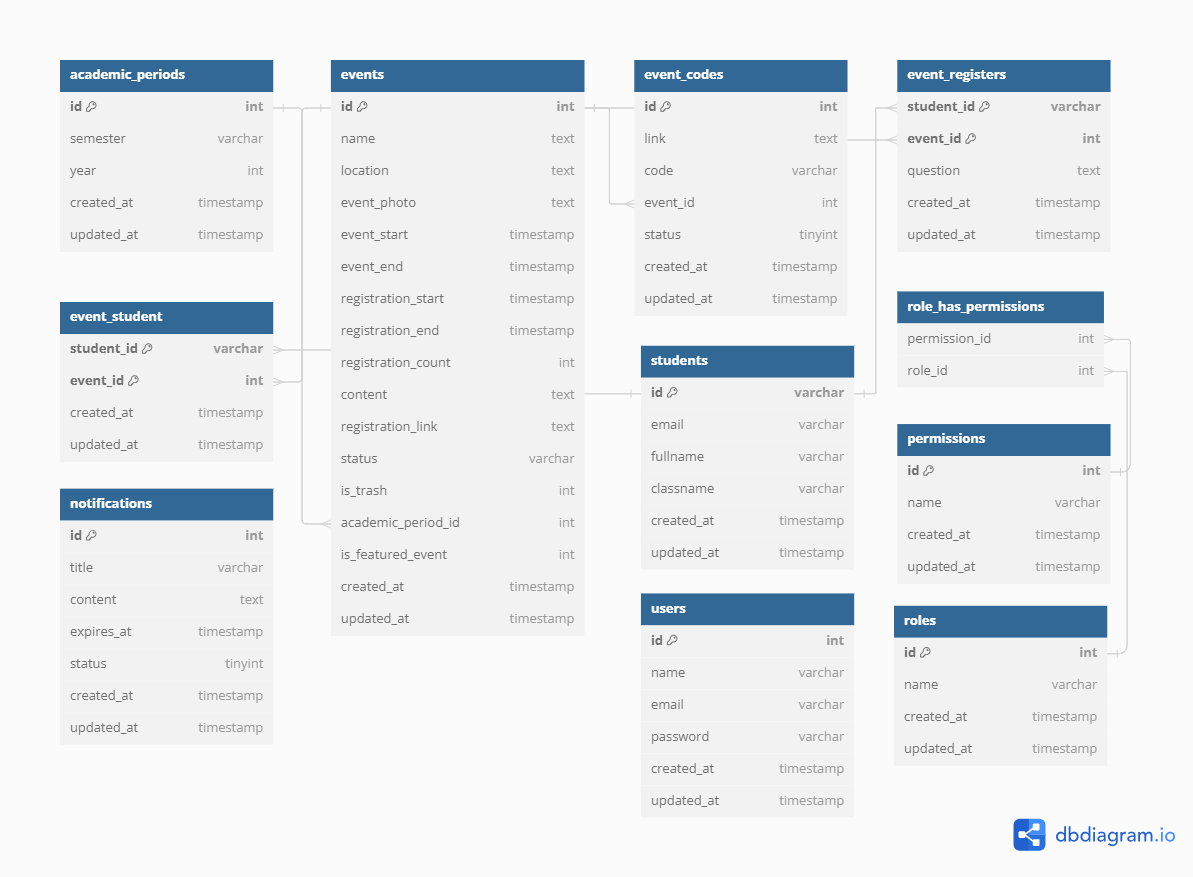 academic_periods
id int
semester varchar
year int
created_at timestamp
updated_at timestamp
events
id int
name text
location text
event_photo text
event_start timestamp
event_end timestamp
registration_start timestamp
registration_end timestamp
registration_count int
content text
registration_link text
status varchar
is_trash int
academic_period_id int
is_featured_event int
created_at timestamp
updated_at timestamp
event_codes
id int
link text
code varchar
event_id int
status tinyint
created_at timestamp
updated_at timestamp
event_registers
student_id varchar
event_id int
question text
created_at timestamp
updated_at timestamp
event_student
student_id varchar
event_id int
created_at timestamp
updated_at timestamp
students
id varchar
email varchar
fullname varchar
classname varchar
created_at timestamp
updated_at timestamp
role_has_permissions
permission_id int
role_id int
permissions
id int
name varchar
created_at timestamp
updated_at timestamp
notifications
id int
title varchar
content text
expires_at timestamp
status tinyint
created_at timestamp
updated_at timestamp
users
id int
name varchar
email varchar
password varchar
created_at timestamp
updated_at timestamp
roles
id int
name varchar
created_at timestamp
updated_at timestamp
dbdiagram.io